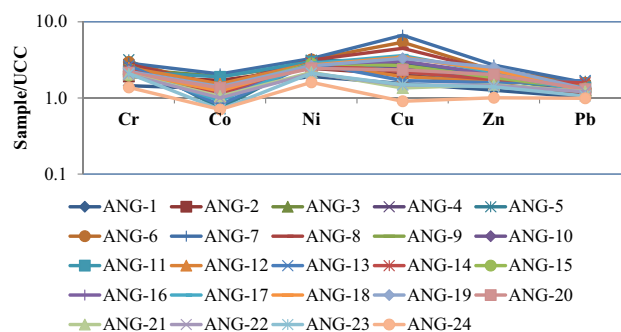 10.0
1.0
0.1
Sample/UCC
Cr Co Ni Cu Zn Pb
ANG-1 ANG-2 ANG-3 ANG-4 ANG-5
ANG-6 ANG-7 ANG-8 ANG-9 ANG-10
ANG-11 ANG-12 ANG-13 ANG-14 ANG-15
ANG-16 ANG-17 ANG-18 ANG-19 ANG-20
ANG-21 ANG-22 ANG-23 ANG-24